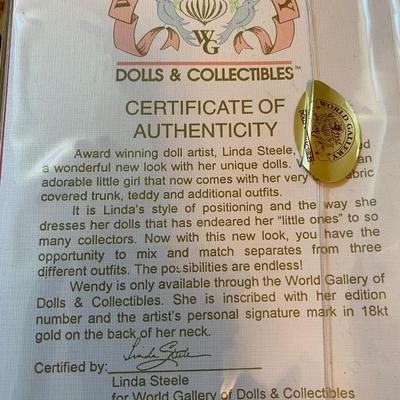 WG
DOLLS & COLLECTIBLES™
CERTIFICATE OF
AUTHENTICITY
Award winning doll artist, Linda Steele,
a wonderful new look with her unique dolls. an
adorable little girl that now comes with her very fabric
covered trunk, teddy and additional outfits.
It is Linda's style of positioning and the way she
dresses her dolls that has endeared her "little ones" to so
many collectors. Now with this new look, you have the
opportunity to mix and match separates from three
different outfits. The possibilities are endless!
Wendy is only available through the World Gallery of
Dolls & Collectibles. She is inscribed with her edition
number and the artist's personal signature mark in 18kt
gold on the back of her neck.
Linda Steele
Certified by:
Linda Steele
for World Gallery of Dolls & Collectibles
WORLD GALLERY